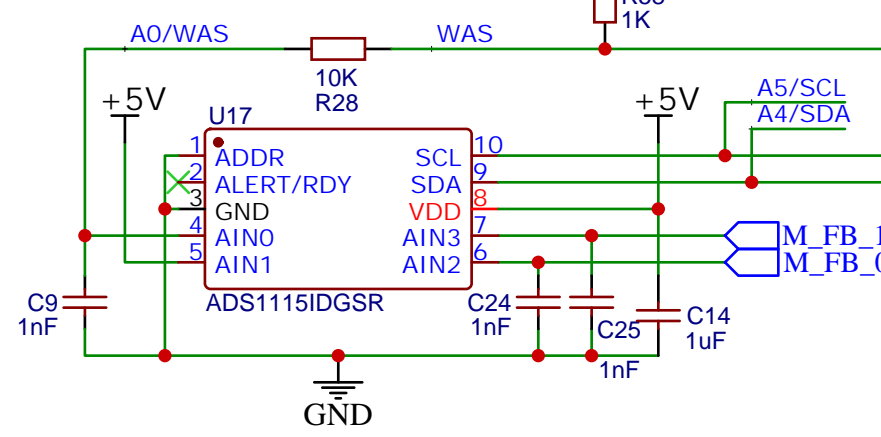 1K
A0/WAS
WAS
10K
R28
+5V
+5V
A5/SCL
A4/SDA
U17
1
ADDR
SCL
10
2
ALERT/RDY
SDA
9
3
GND
VDD
8
4
AIN0
AIN3
7
M_FB_1
5
AIN1
AIN2
6
M_FB_0
ADS1115IDGSR
C9
1nF
C24
1nF
C25
1nF
C14
1uF
GND